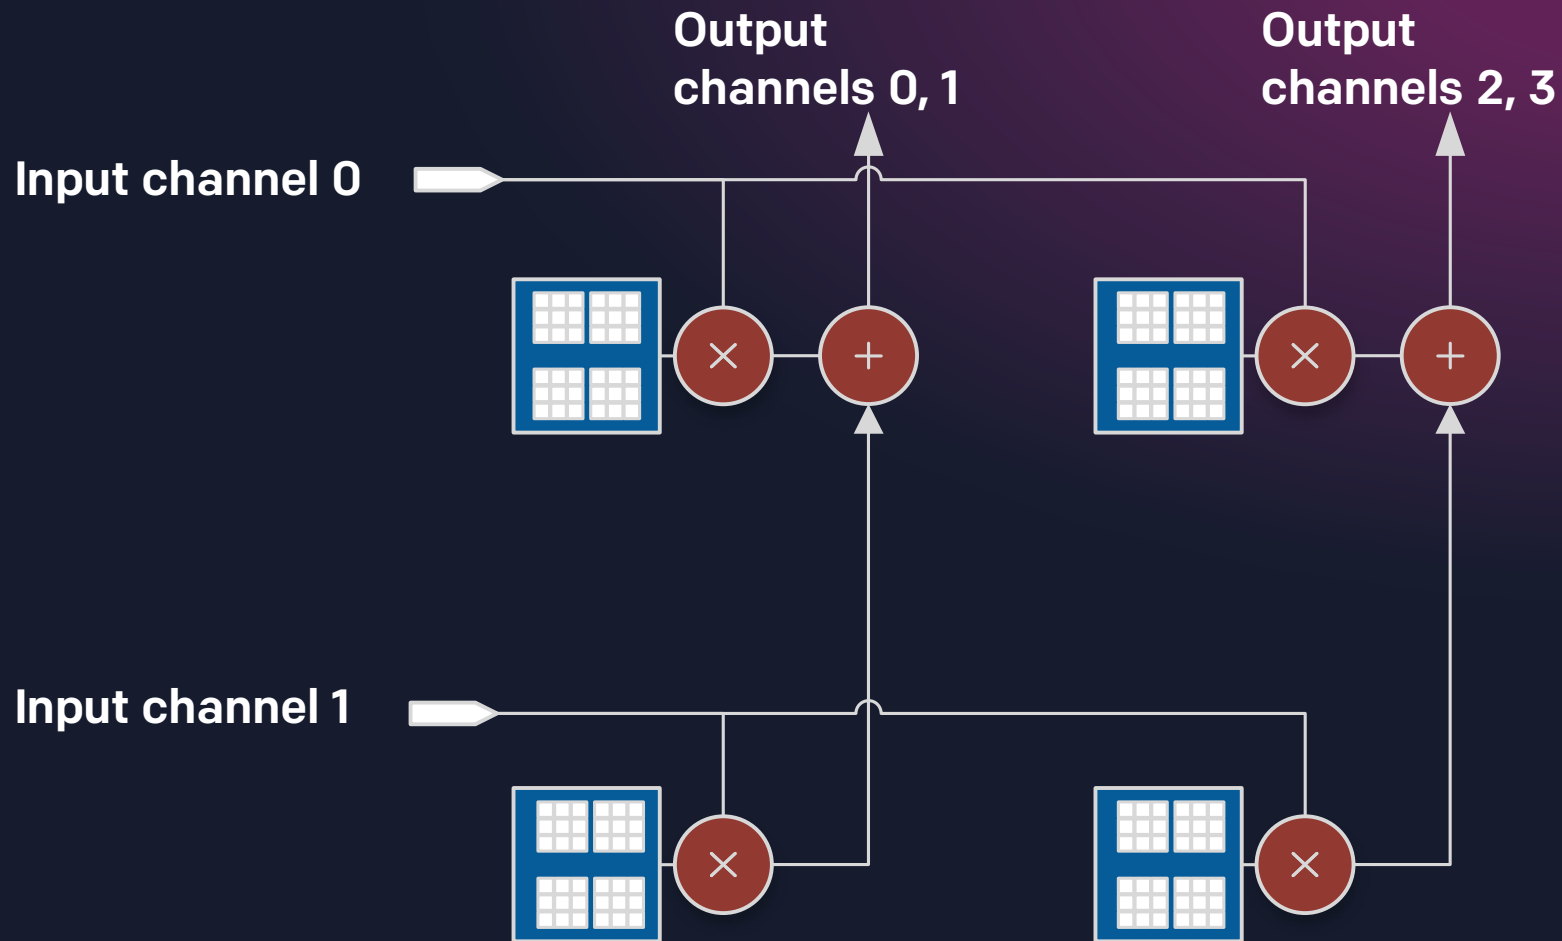 Output
channels 0, 1
Output
channels 2, 3
Input channel 0
Input channel 1